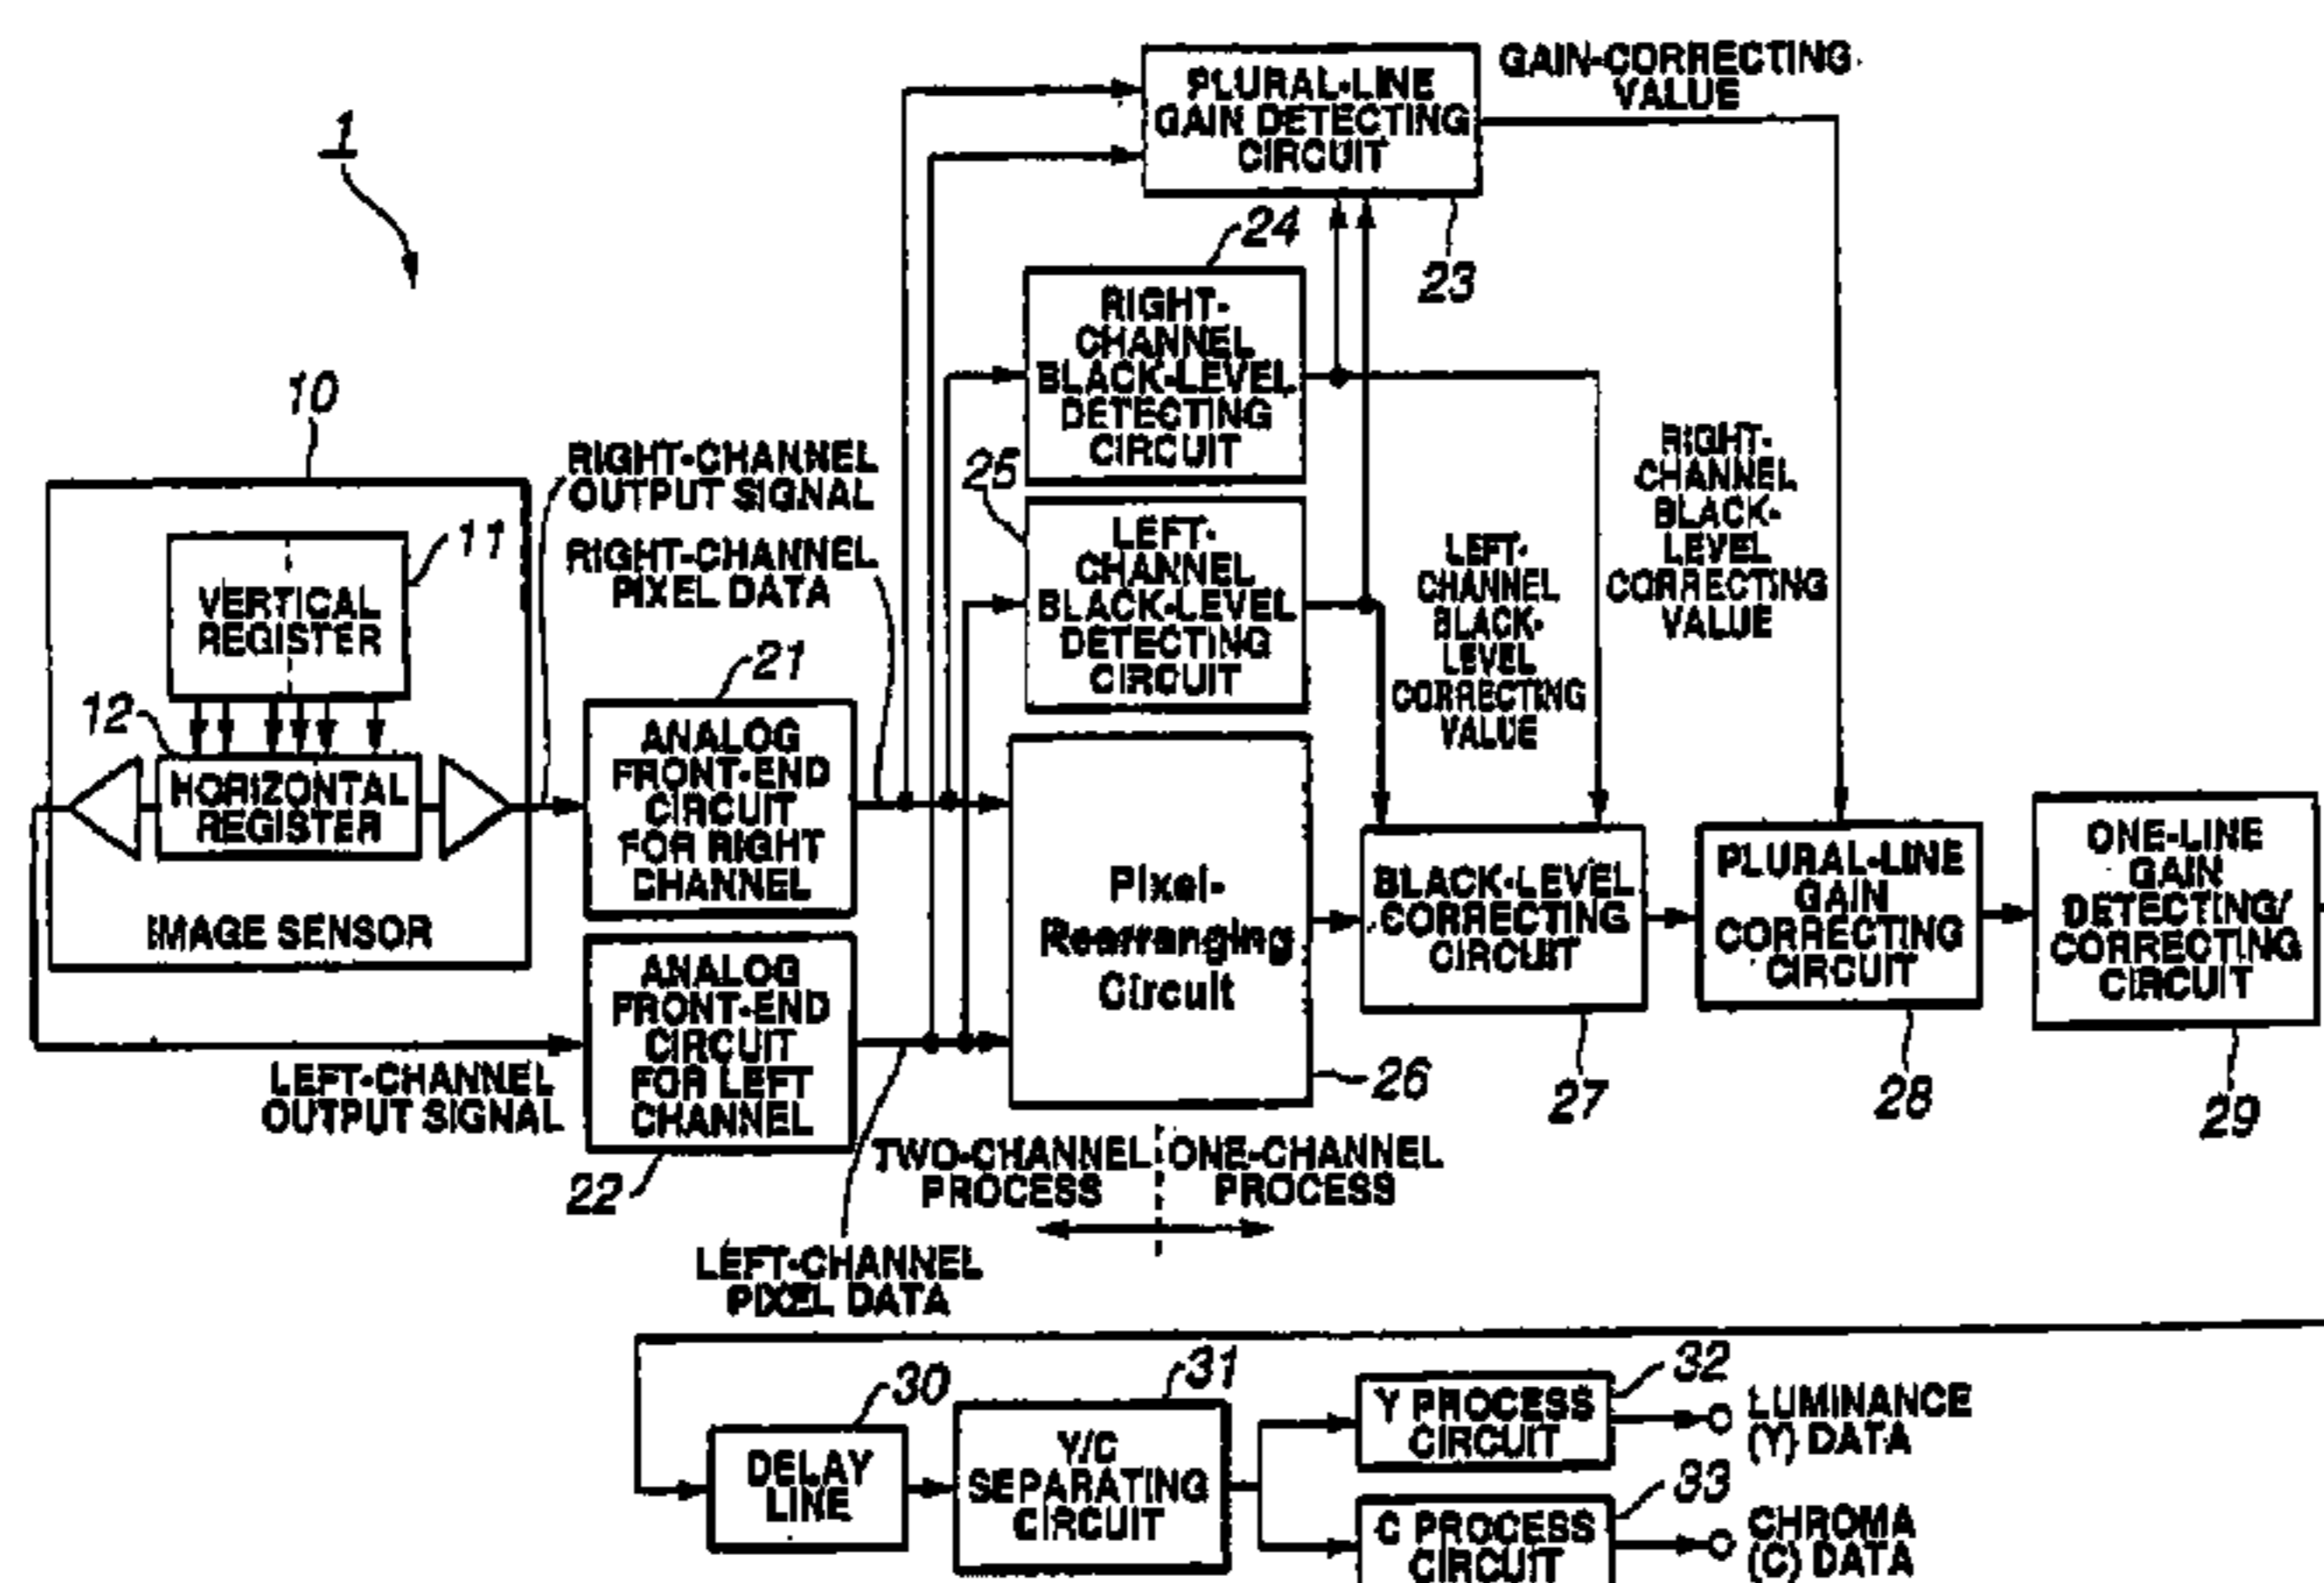 PLURAL-LINE
GAIN DETECTING
CIRCUIT
GAIN-CORRECTING
VALUE
1
24
23
RIGHT-
CHANNEL
BLACK-LEVEL
DETECTING
CIRCUIT
10
RIGHT-CHANNEL
OUTPUT SIGNAL
25
RIGHT-
CHANNEL
BLACK-
LEVEL
CORRECTING
VALUE
11
RIGHT-CHANNEL
PIXEL DATA
LEFT-
CHANNEL
BLACK-LEVEL
DETECTING
CIRCUIT
LEFT-
CHANNEL
BLACK-
LEVEL
CORRECTING
VALUE
VERTICAL
REGISTER
12
21
HORIZONTAL
REGISTER
ANALOG
FRONT-END
CIRCUIT
FOR RIGHT
CHANNEL
IMAGE SENSOR
Pixel-
Rearranging
Circuit
BLACK-LEVEL
CORRECTING
CIRCUIT
PLURAL-LINE
GAIN
CORRECTING
CIRCUIT
ONE-LINE
GAIN
DETECTING/
CORRECTING
CIRCUIT
ANALOG
FRONT-END
CIRCUIT
FOR LEFT
CHANNEL
LEFT-CHANNEL
OUTPUT SIGNAL
26
27
28
29
22
TWO-CHANNEL
PROCESS
ONE-CHANNEL
PROCESS
LEFT-CHANNEL
PIXEL DATA
30
31
32
DELAY
LINE
Y/C
SEPARATING
CIRCUIT
Y PROCESS
CIRCUIT
LUMINANCE
(Y) DATA
33
C PROCESS
CIRCUIT
CHROMA
(C) DATA